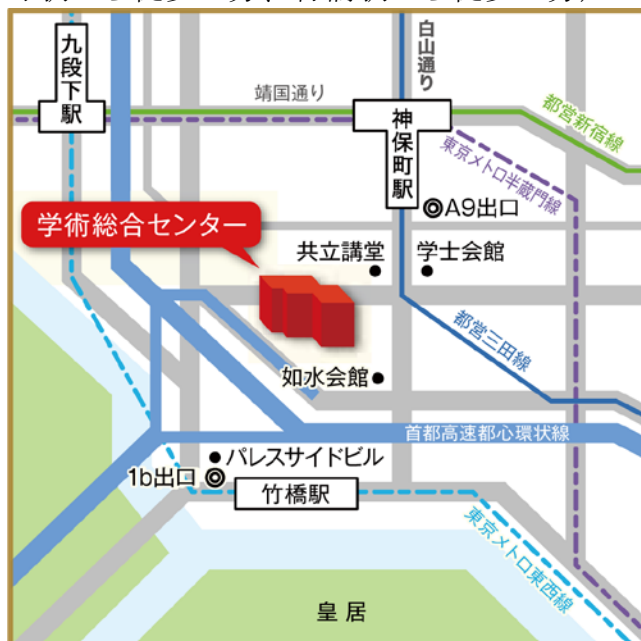 九段下駅
白山通り
靖国通り
神保町駅
都営新宿線
東京メトロ半蔵門線
A9出口
学術総合センター
共立講堂
学士会館
都営三田線
如水会館
首都高速都心環状線
パレスサイドビル
1b出口
竹橋駅
東京メトロ東西線
皇居